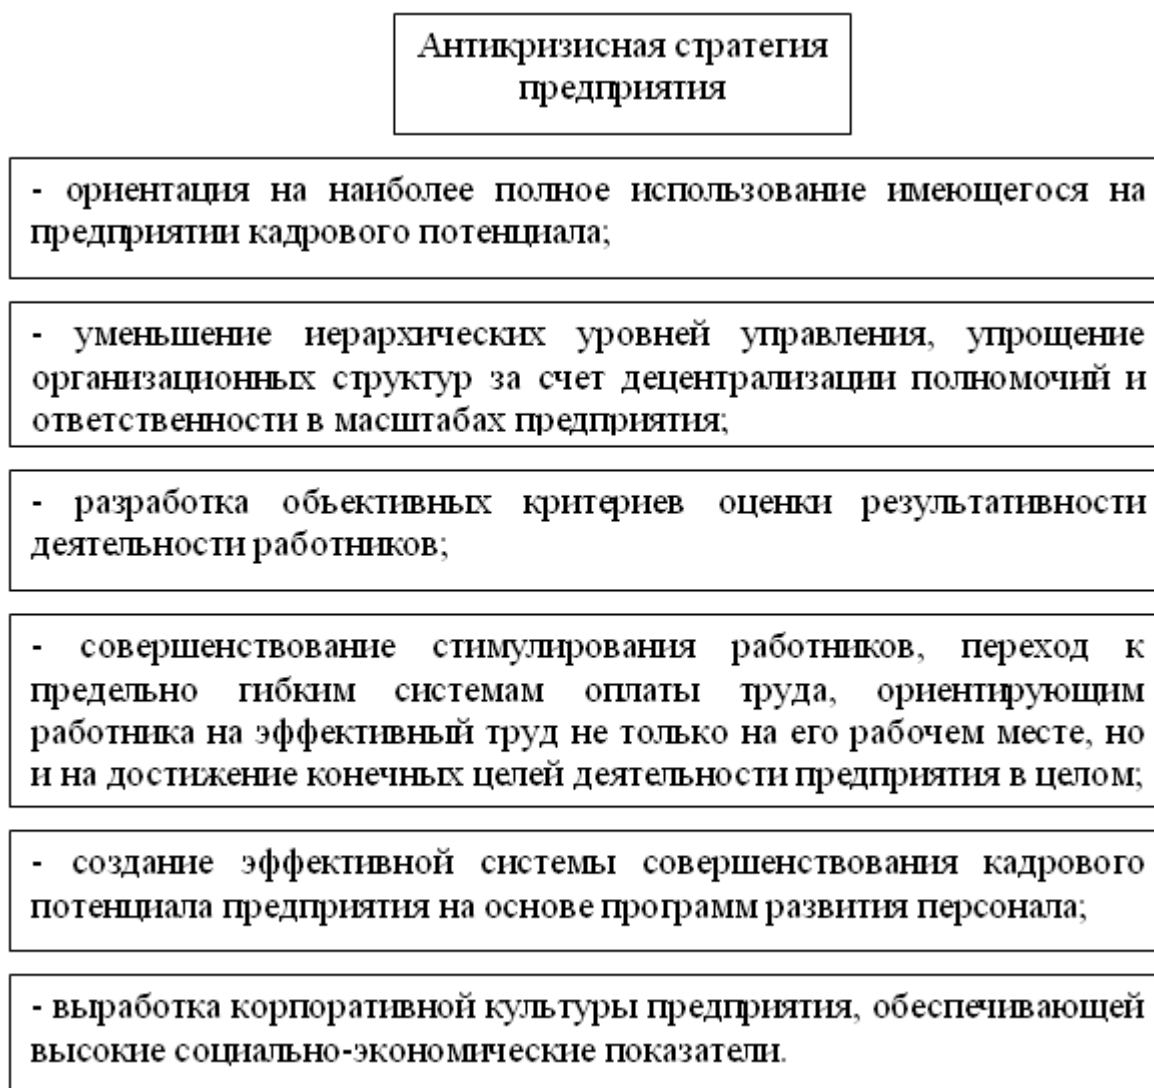 Антикризисная стратегия
предприятия
- ориентация на наиболее полное использование имеющегося на
предприятии кадрового потенциала;
- уменьшение иерархических уровней управления, упрощение
организационных структур за счет децентрализации полномочий и
ответственности в масштабах предприятия;
- разработка обьективных критериев оценки результативности
деятельности работников;
- совершенствование стимулирования работников, переход к
предельно гибким системам оплаты труда, ориентирующим
работника на эффективный труд не только на его рабочем месте, но
и на достижение конечных целей деятельности предприятия в целом;
- создание эффективной системы совершенствования кадрового
потенциала предприятия на основе программ развития персонала;
- выработка корпоративной культуры предприятия, обеспечивающей
высокие социально-экономические показатели.